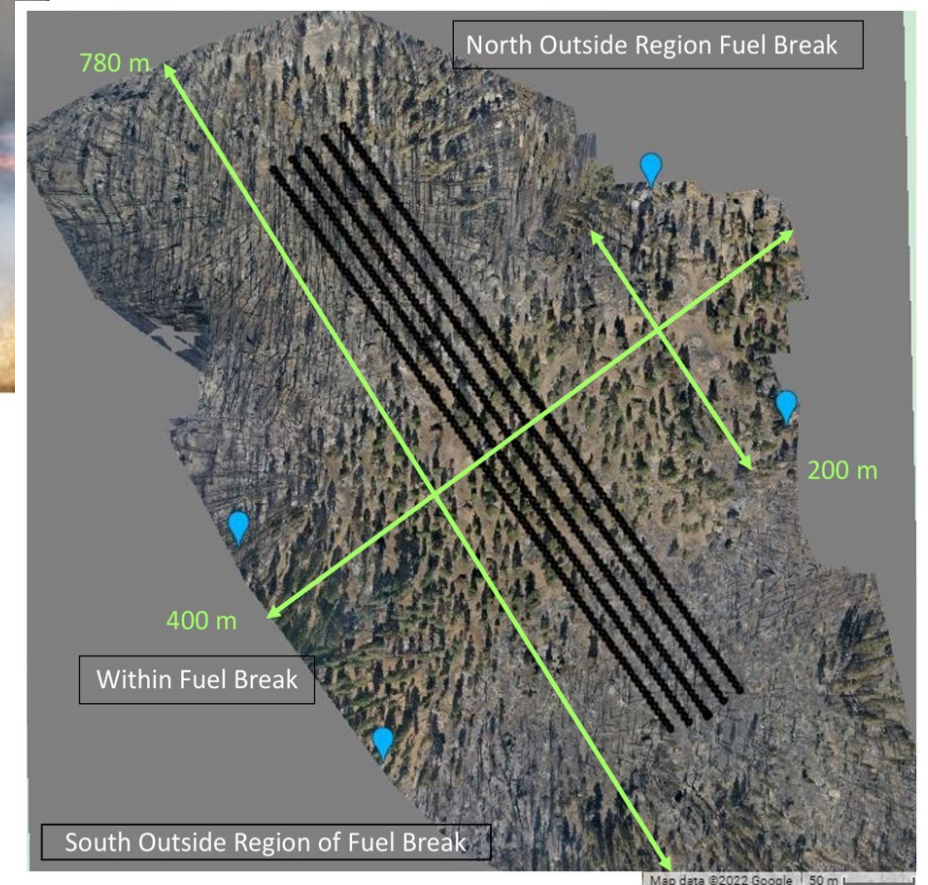 North Outside Region Fuel Break
780 m
200 m
400 m
Within Fuel Break
South Outside Region of Fuel Break
Map data ©2022 Google
50 m